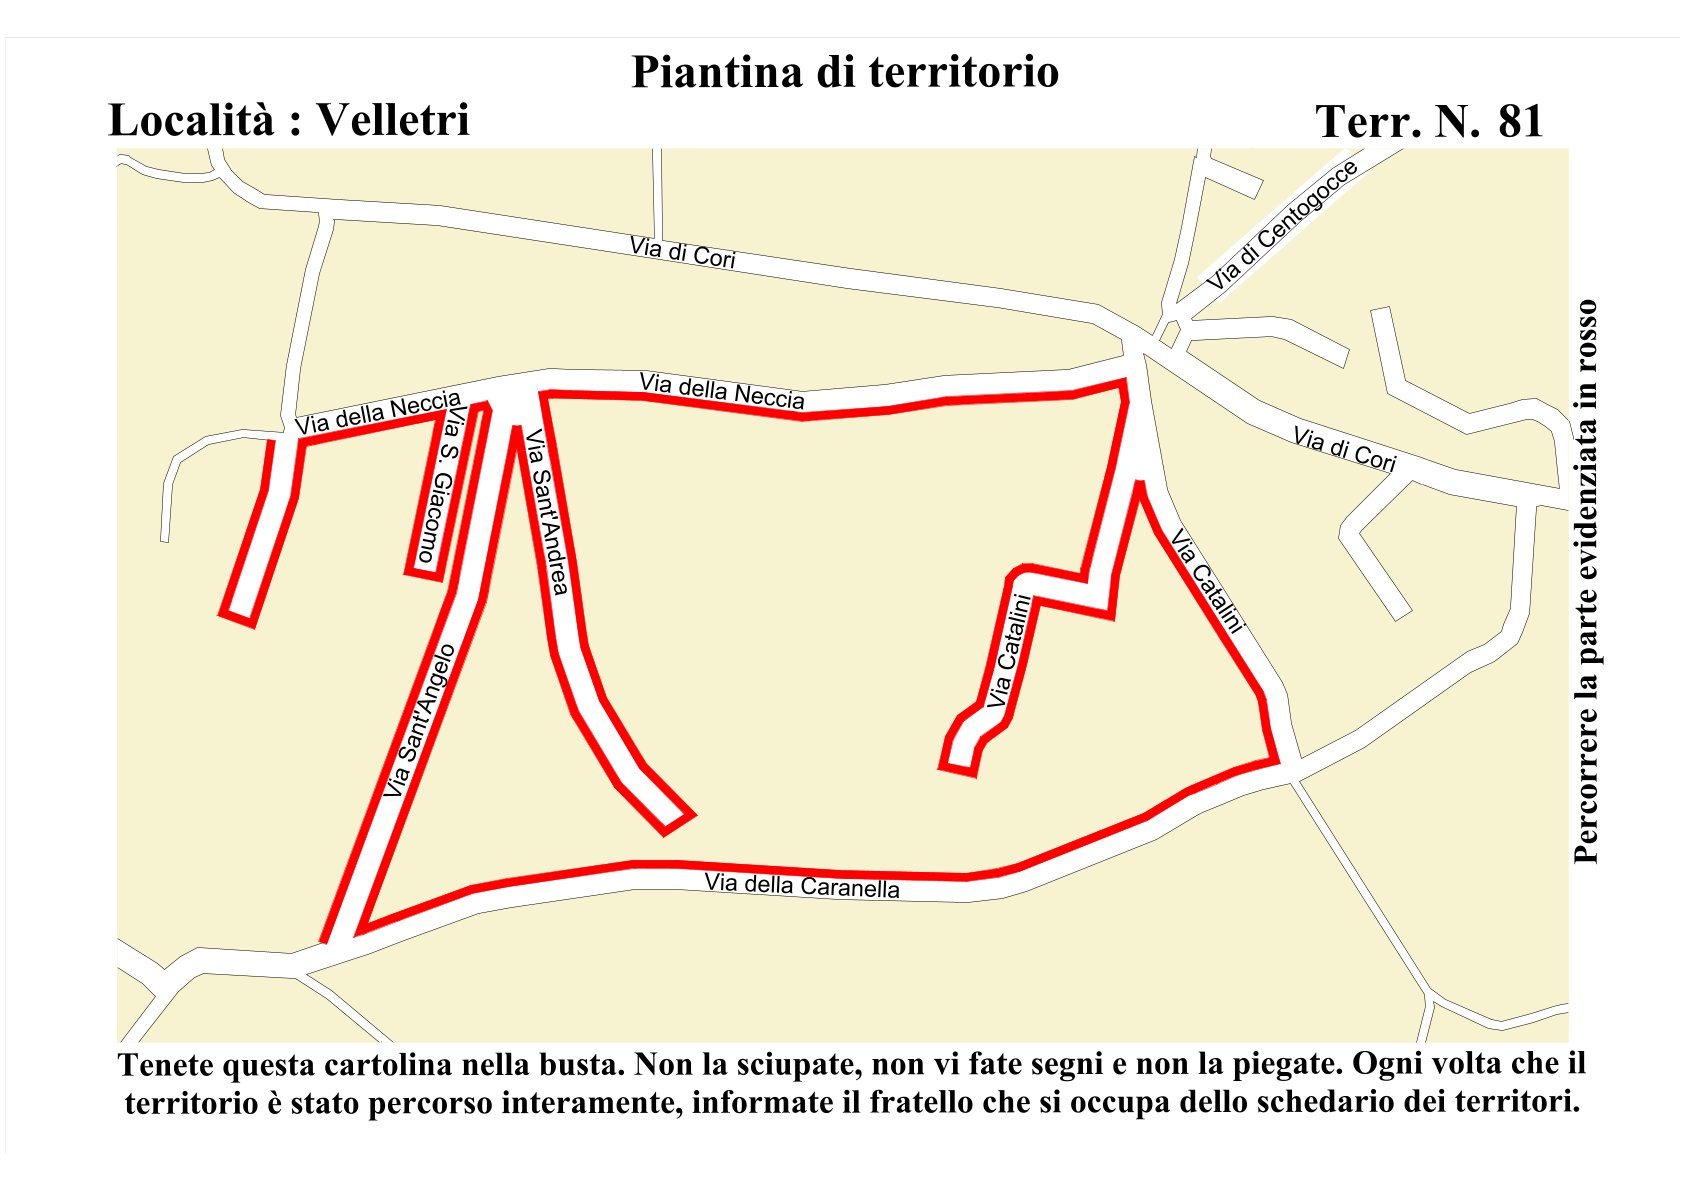 Piantina di territorio
Località : Velletri
Terr. N. 81
Via di Centogocce
Via di Cori
Via della Neccia
Via della Neccia
Via S. Giacomo
Via Sant'Andrea
Via di Cori
Via Catalini
Via Catalini
Via Sant'Angelo
Via della Caranella
Percorrere la parte evidenziata in rosso
Tenete questa cartolina nella busta. Non la sciupate, non vi fate segni e non la piegate. Ogni volta che il
territorio è stato percorso interamente, informate il fratello che si occupa dello schedario dei territori.